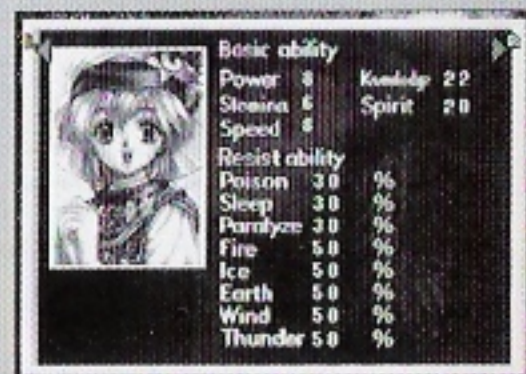 Basic ability
Power 8 Knowledge 22
Stamina 6 Spirit 20
Speed 8
Resist ability
Poison 30 %
Sleep 30 %
Paralyze 30 %
Fire 50 %
Ice 50 %
Earth 50 %
Wind 50 %
Thunder 50 %